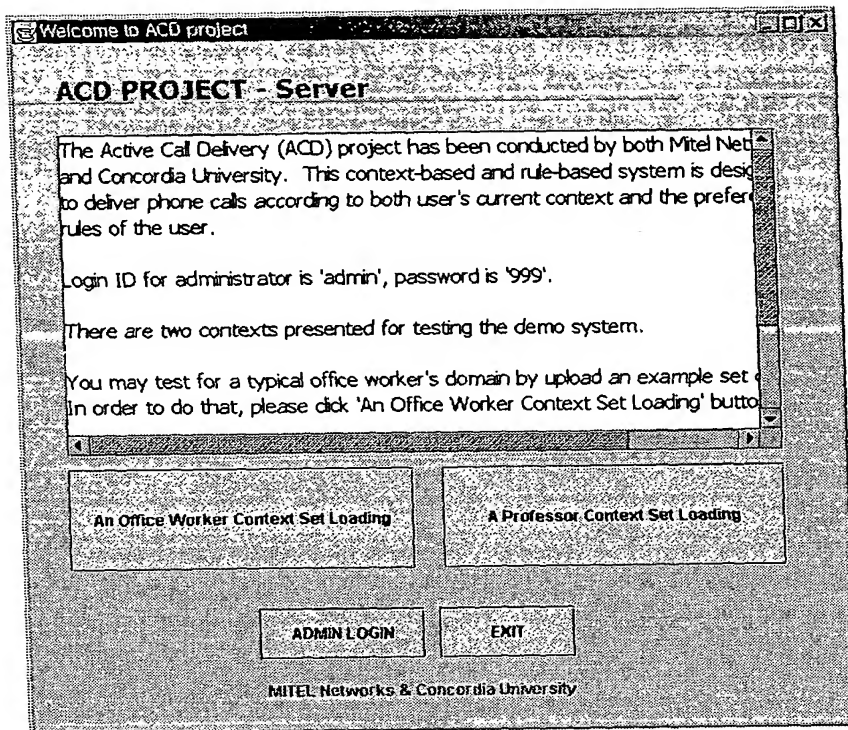 Welcome to ACD project
ACD PROJECT - Server
The Active Call Delivery (ACD) project has been conducted by both Mitel Net
and Concordia University. This context-based and rule-based system is desig
to deliver phone calls according to both user's current context and the prefer
rules of the user.
Login ID for administrator is 'admin', password is '999'.
There are two contexts presented for testing the demo system.
You may test for a typical office worker's domain by upload an example set
In order to do that, please click 'An Office Worker Context Set Loading' butto
An Office Worker Context Set Loading
A Professor Context Set Loading
ADMIN LOGIN
EXIT
MITEL Networks & Concordia University